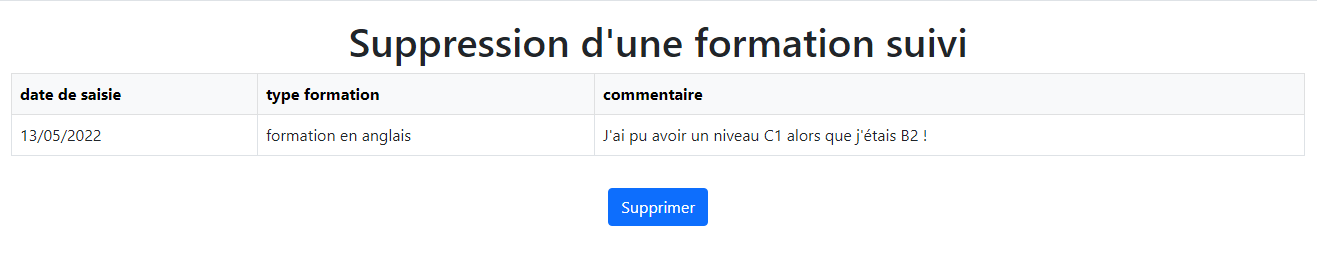 Suppression d'une formation suivi
date de saisie type formation commentaire
13/05/2022 formation en anglais J'ai pu avoir un niveau C1 alors que j'étais B2 !
Supprimer